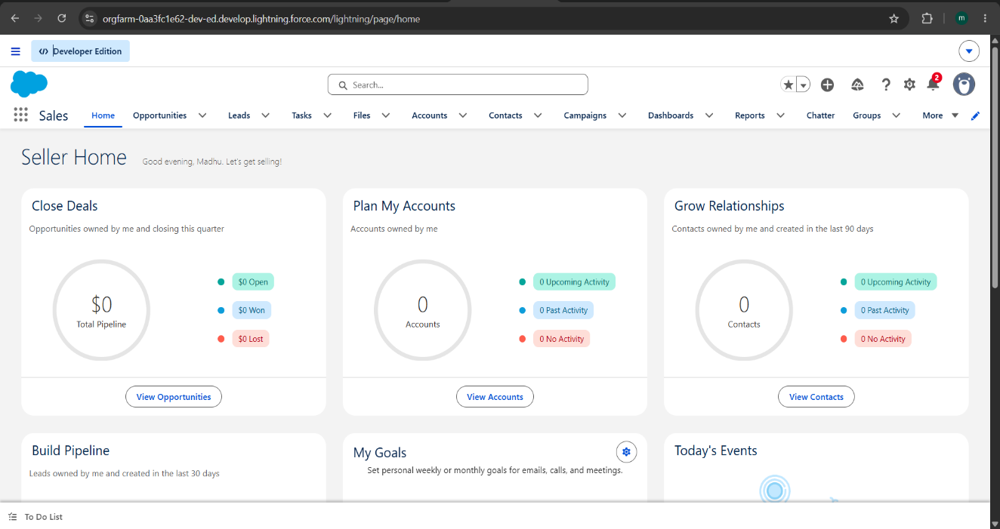 orgfarm-0aa3fc1e62-dev-ed.develop.lightning.force.com/lightning/page/home
m
Developer Edition
Search...
2
Sales Home Opportunities Leads Tasks Files Accounts Contacts Campaigns Dashboards Reports Chatter Groups More
Seller Home Good evening, Madhu. Let's get selling!
Close Deals
Opportunities owned by me and closing this quarter
$0
Total Pipeline
$0 Open
$0 Won
$0 Lost
View Opportunities
Plan My Accounts
Accounts owned by me
0
Accounts
0 Upcoming Activity
0 Past Activity
0 No Activity
View Accounts
Grow Relationships
Contacts owned by me and created in the last 90 days
0
Contacts
0 Upcoming Activity
0 Past Activity
0 No Activity
View Contacts
Build Pipeline
Leads owned by me and created in the last 30 days
My Goals
Set personal weekly or monthly goals for emails, calls, and meetings.
Today's Events
To Do List